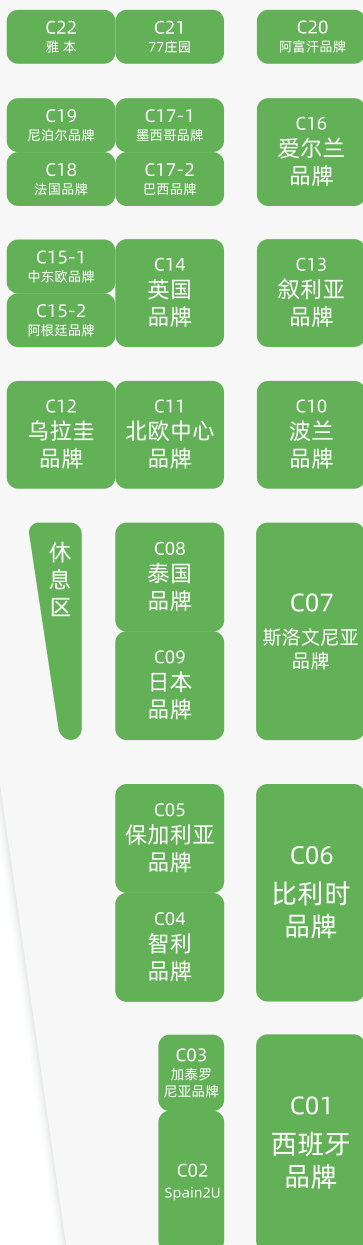 C22
雅 本
C21
77庄园
C20
阿富汗品牌
C19
尼泊尔品牌
C17-1
墨西哥品牌
C16
爱尔兰
品牌
C18
法国品牌
C17-2
巴西品牌
C15-1
中东欧品牌
C14
英国
品牌
C13
叙利亚
品牌
C15-2
阿根廷品牌
C12
乌拉圭
品牌
C11
北欧中心
品牌
C10
波兰
品牌
休
息
区
C08
泰国
品牌
C07
斯洛文尼亚
品牌
C09
日本
品牌
C05
保加利亚
品牌
C06
比利时
品牌
C04
智利
品牌
C03
加泰罗
尼亚品牌
C01
西班牙
品牌
C02
Spain2U